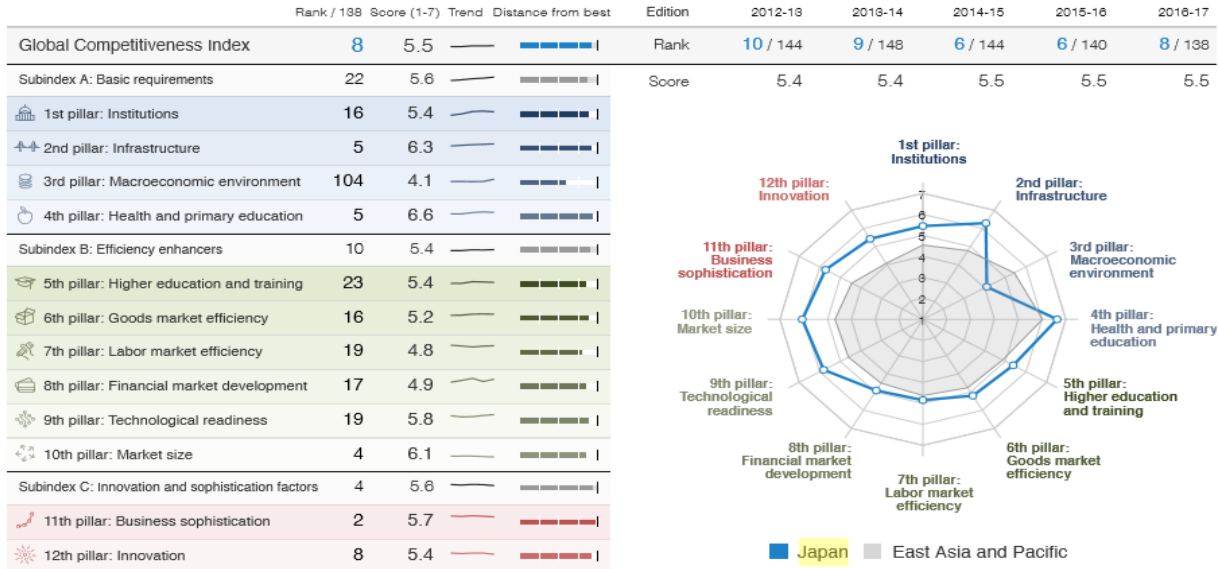 Rank / 138 Score (1-7) Trend Distance from best
Global Competitiveness Index 8 5.5
Subindex A: Basic requirements 22 5.6
1st pillar: Institutions 16 5.4
2nd pillar: Infrastructure 5 6.3
3rd pillar: Macroeconomic environment 104 4.1
4th pillar: Health and primary education 5 6.6
Subindex B: Efficiency enhancers 10 5.4
5th pillar: Higher education and training 23 5.4
6th pillar: Goods market efficiency 16 5.2
7th pillar: Labor market efficiency 19 4.8
8th pillar: Financial market development 17 4.9
9th pillar: Technological readiness 19 5.8
10th pillar: Market size 4 6.1
Subindex C: Innovation and sophistication factors 4 5.6
11th pillar: Business sophistication 2 5.7
12th pillar: Innovation 8 5.4
Edition 2012-13 2013-14 2014-15 2015-16 2016-17
Rank 10 / 144 9 / 148 6 / 144 6 / 140 8 / 138
Score 5.4 5.4 5.5 5.5 5.5
1st pillar:
Institutions
2nd pillar:
Infrastructure
3rd pillar:
Macroeconomic
environment
4th pillar:
Health and primary
education
5th pillar:
Higher education
and training
6th pillar:
Goods market
efficiency
7th pillar:
Labor market
efficiency
8th pillar:
Financial market
development
9th pillar:
Technological
readiness
10th pillar:
Market size
11th pillar:
Business
sophistication
12th pillar:
Innovation
7
6
5
4
3
2
1
Japan East Asia and Pacific